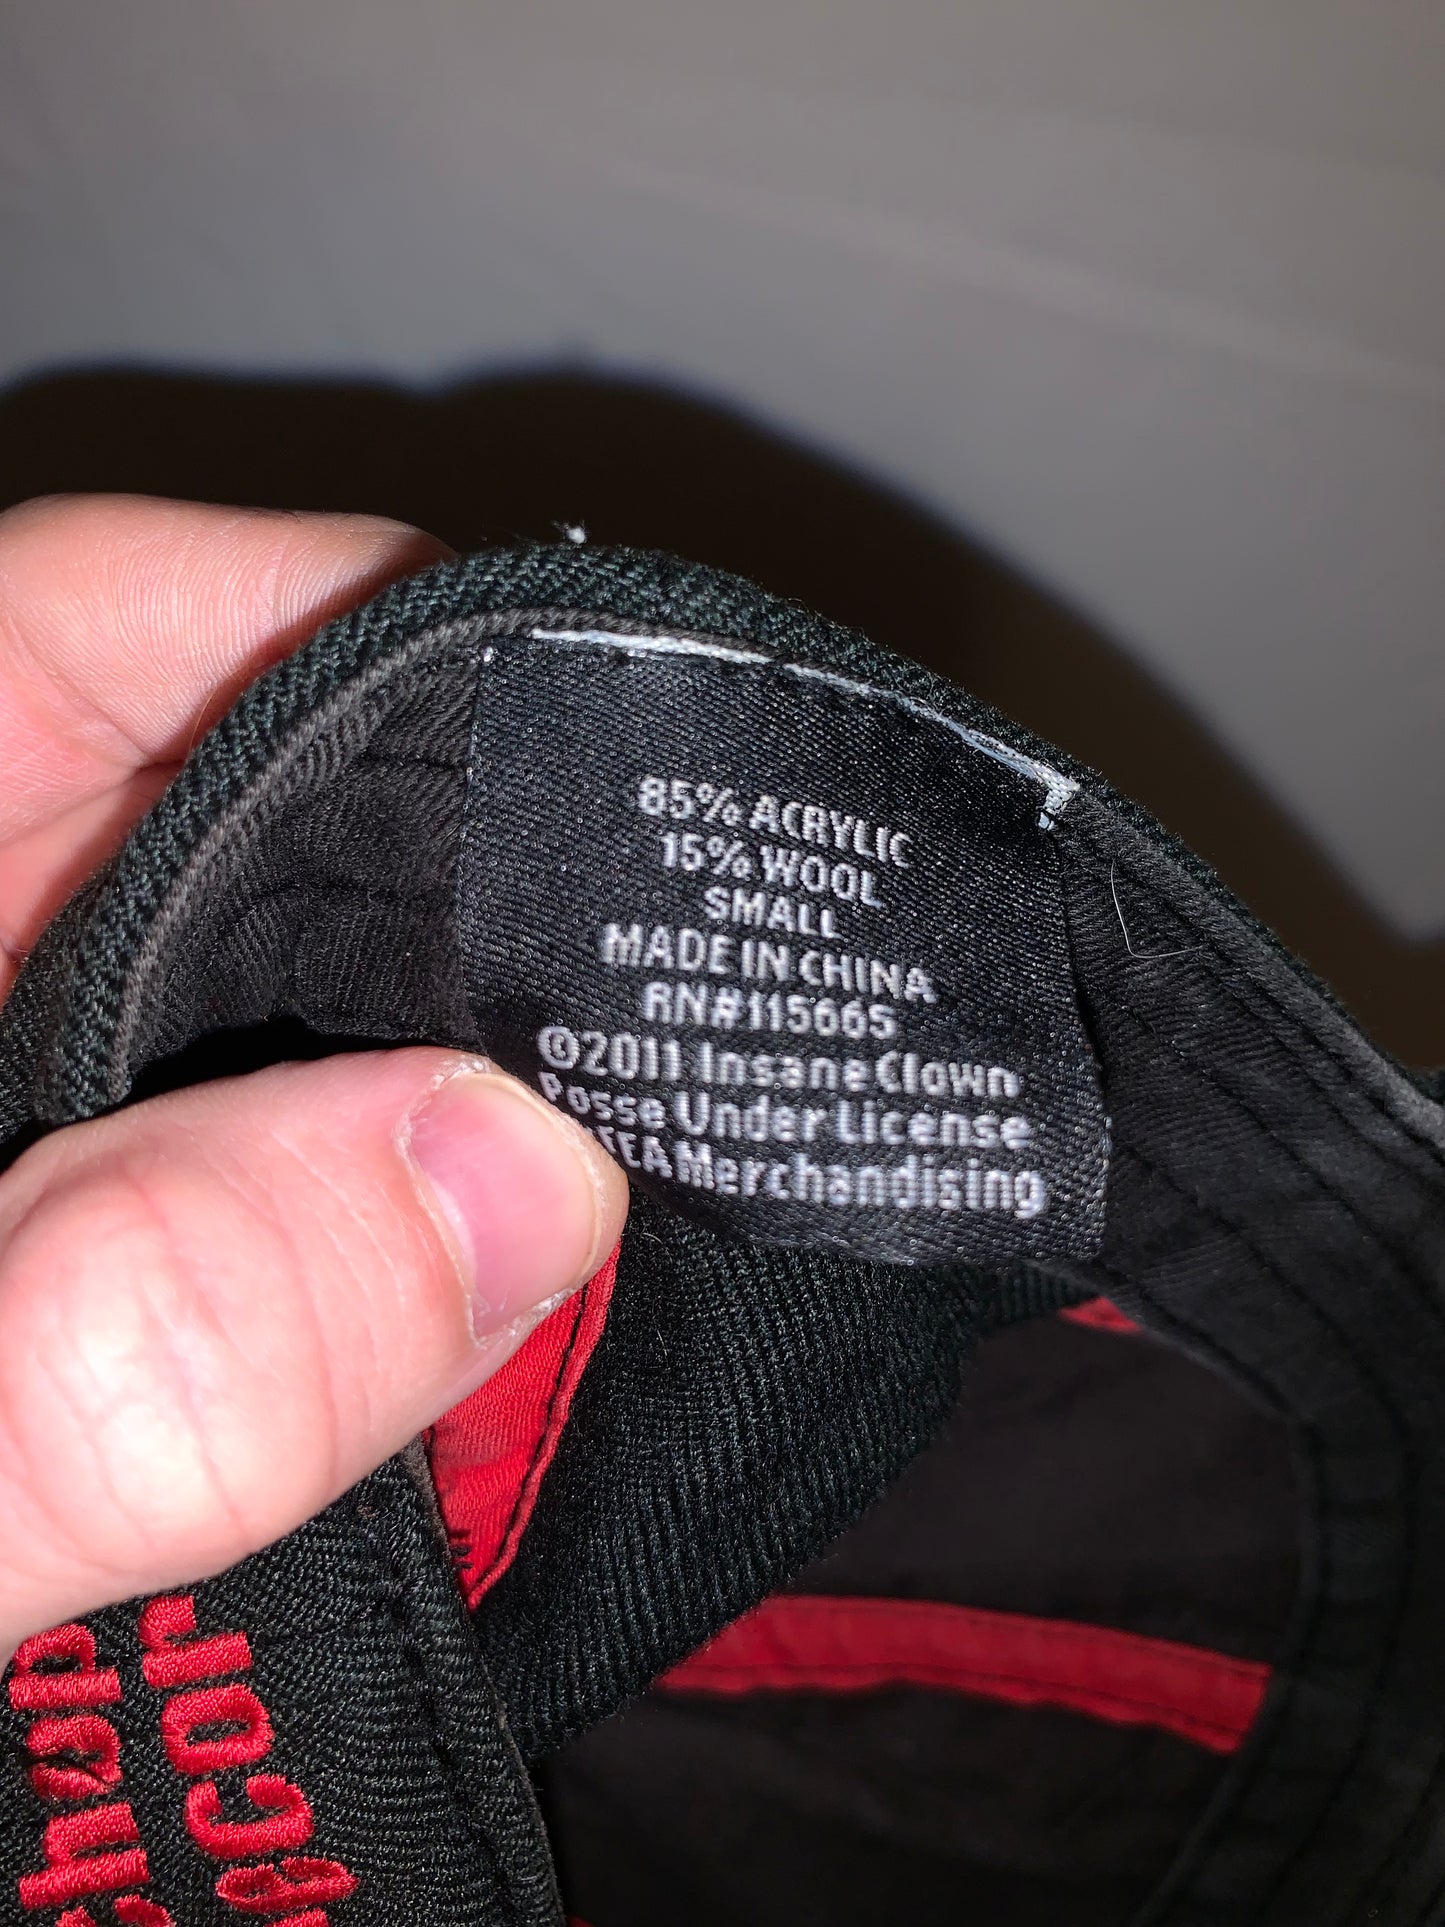 85% ACRYLIC
15% WOOL
SMALL
MADE IN CHINA
RN#115665
©2011 Insane Clown
Posse Under License
Merchandising